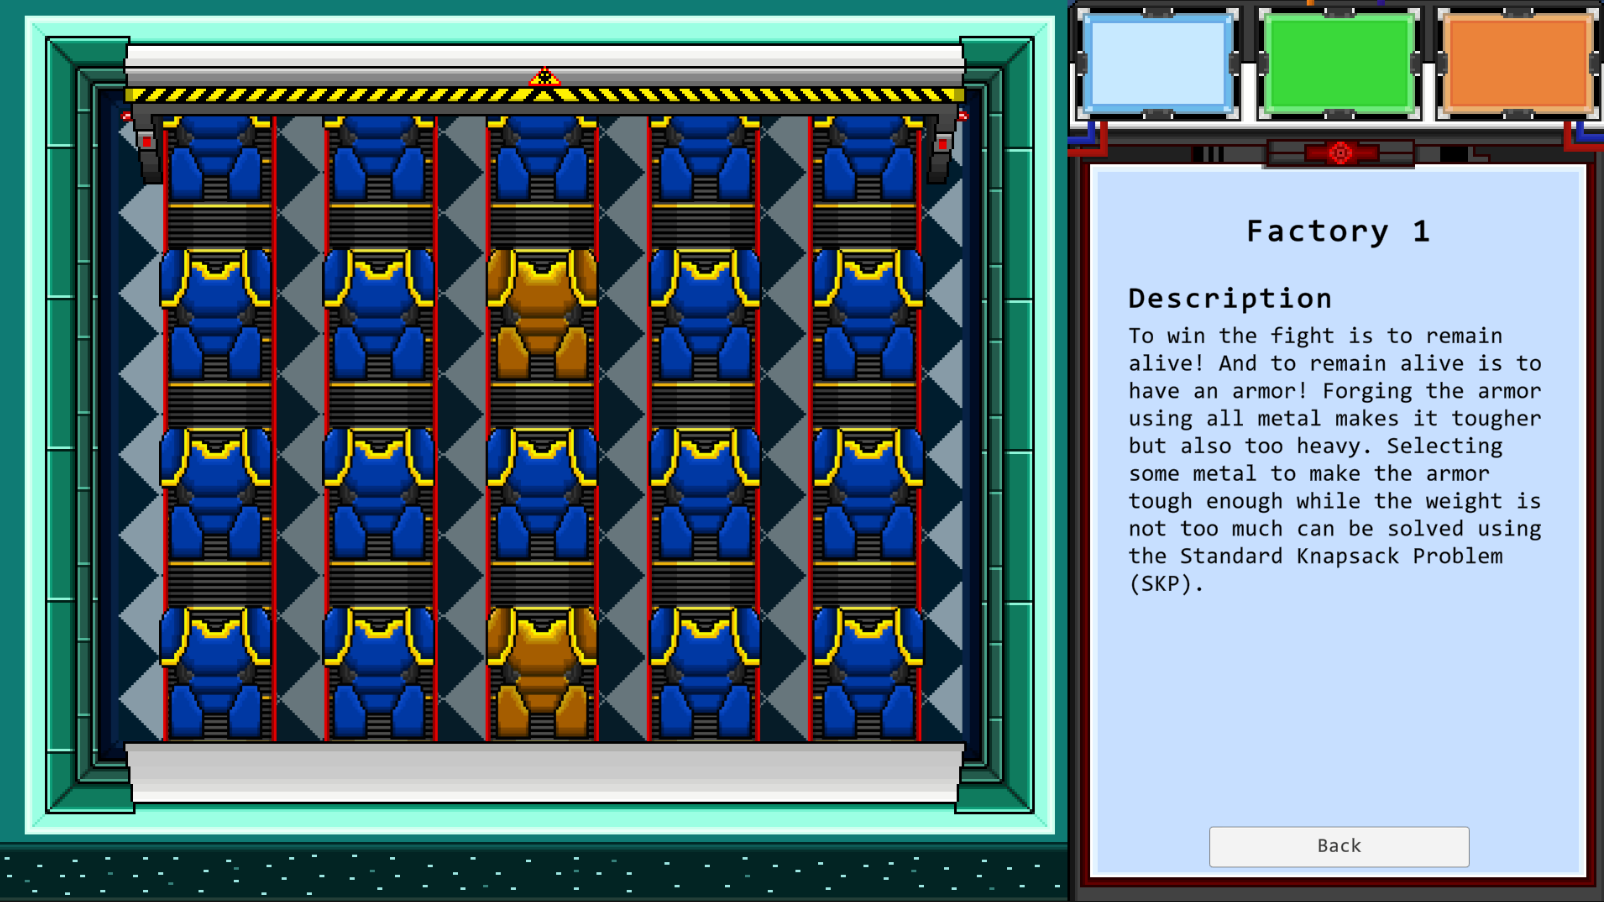 Factory 1
Description
To win the fight is to remain
alive! And to remain alive is to
have an armor! Forging the armor
using all metal makes it tougher
but also too heavy. Selecting
some metal to make the armor
tough enough while the weight is
not too much can be solved using
the Standard Knapsack Problem
(SKP).
Back